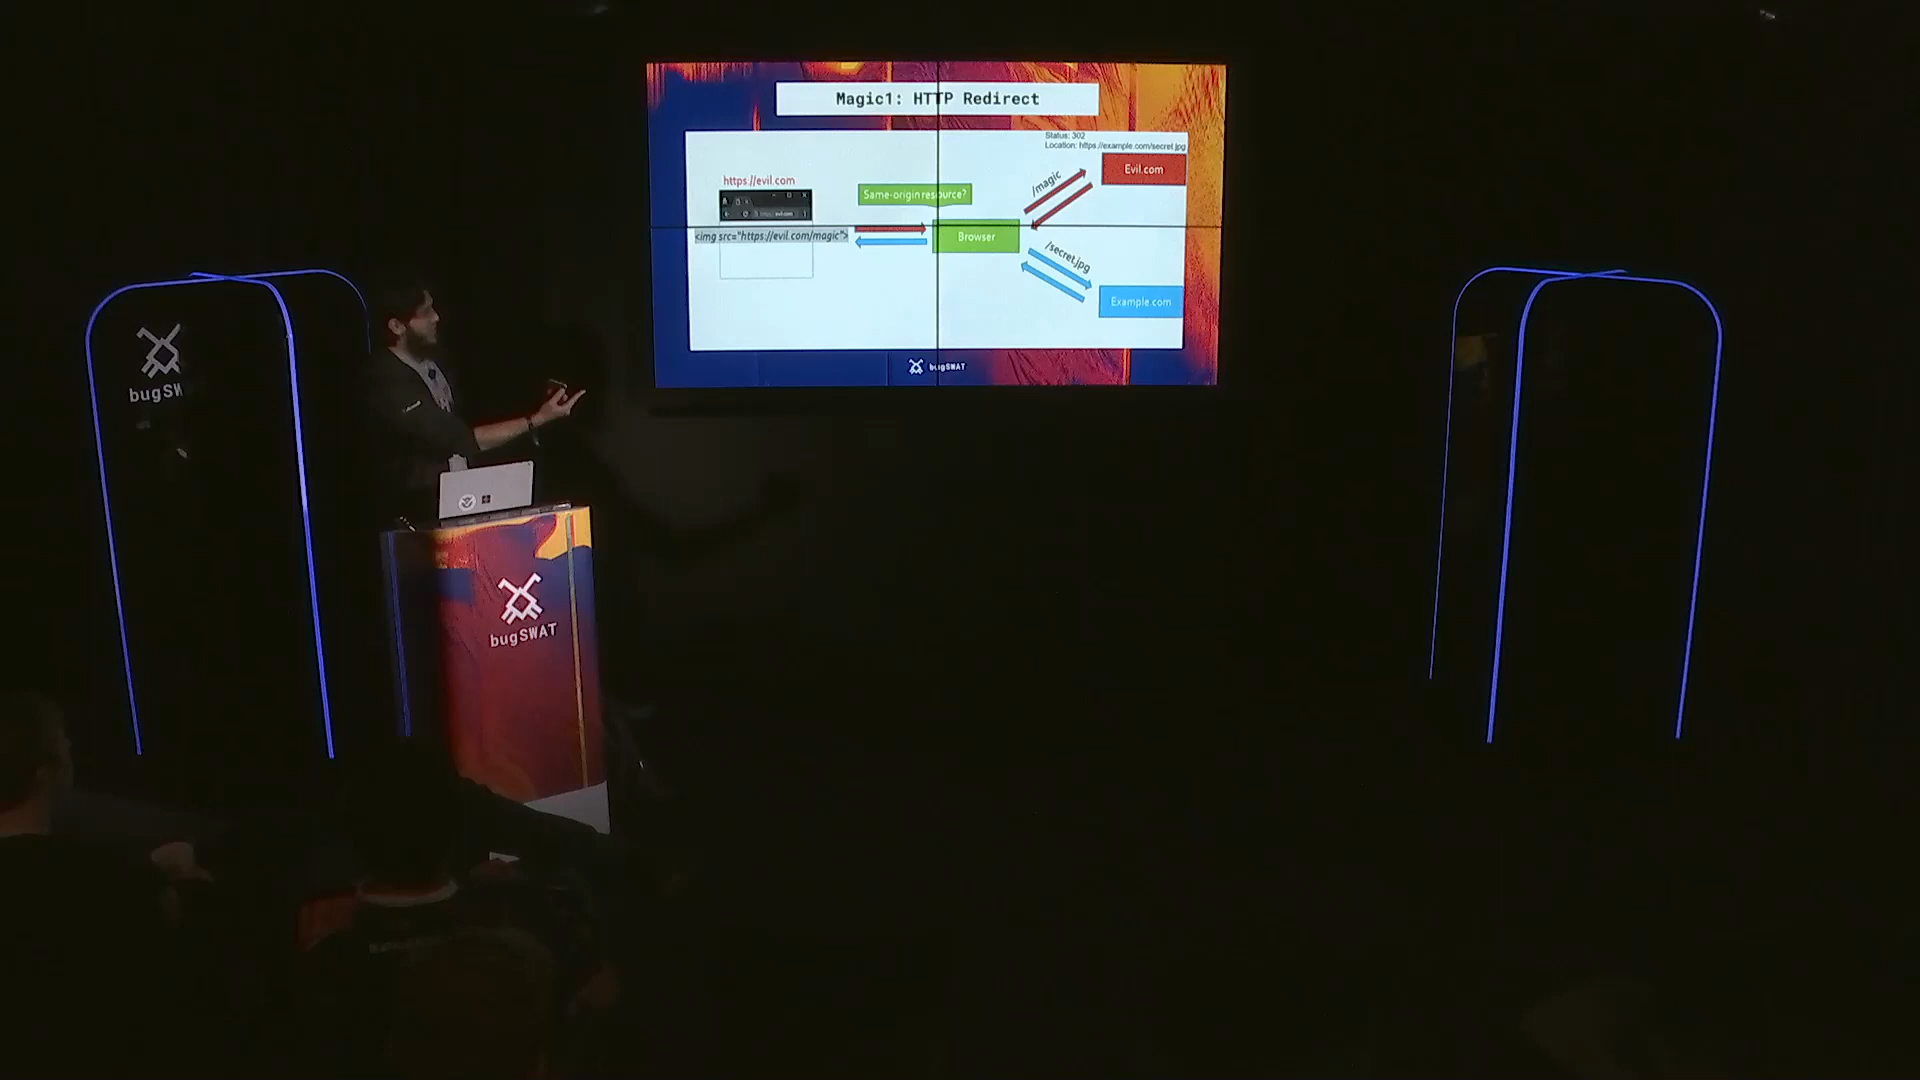 Magic1: HTTP Redirect
Status: 302
Location: https://example.com/secret.jpg
Evil.com
/magic
https://evil.com
Same-origin resource?
<img src="https://evil.com/magic">
Browser
/secret.jpg
Example.com
bugSWAT
bugSW
bugSWAT